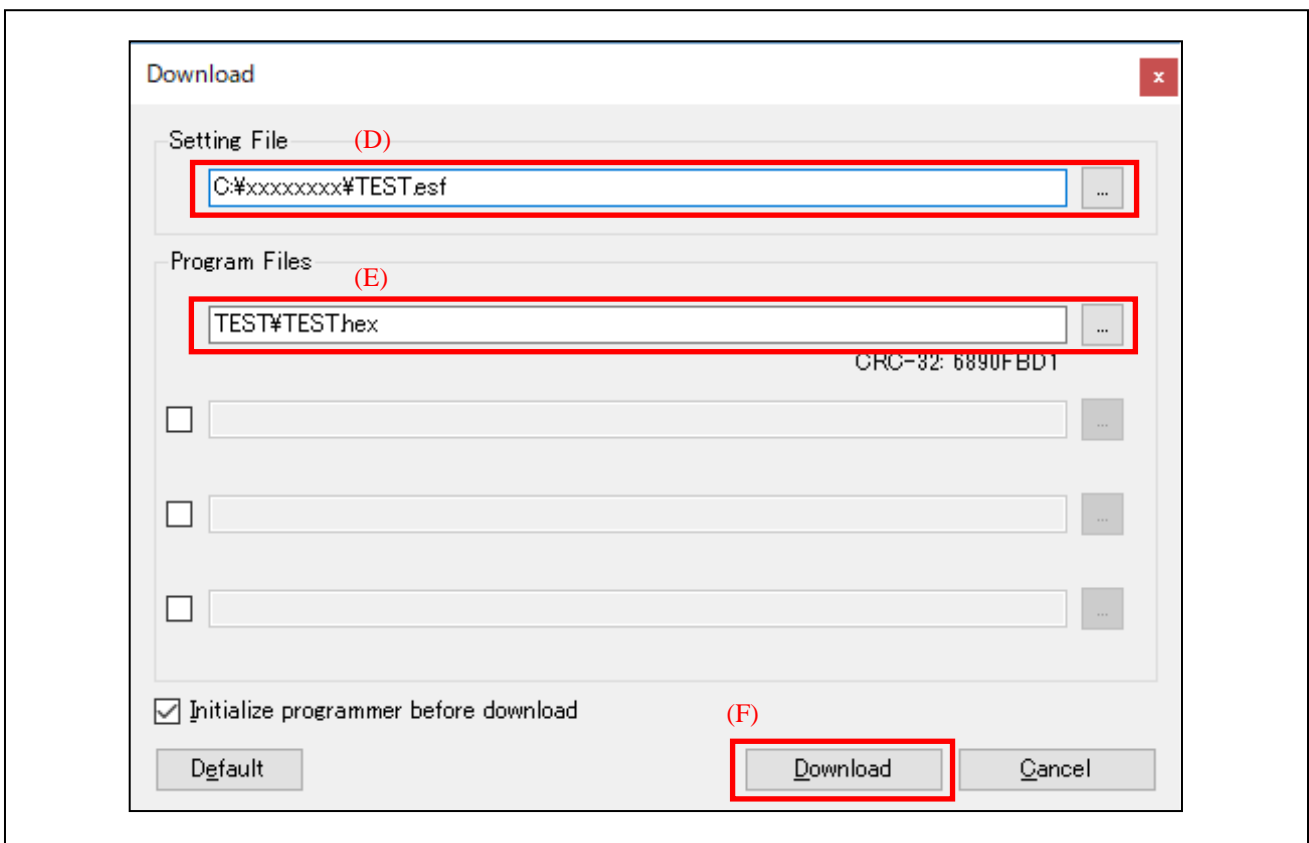 Download
x
Setting File (D)
C:¥xxxxxxxx¥TEST.esf ...
Program Files
(E)
TEST¥TEST.hex ...
CRC-32: 6890FBD1
...
...
...
Initialize programmer before download
(F)
Default Download Cancel